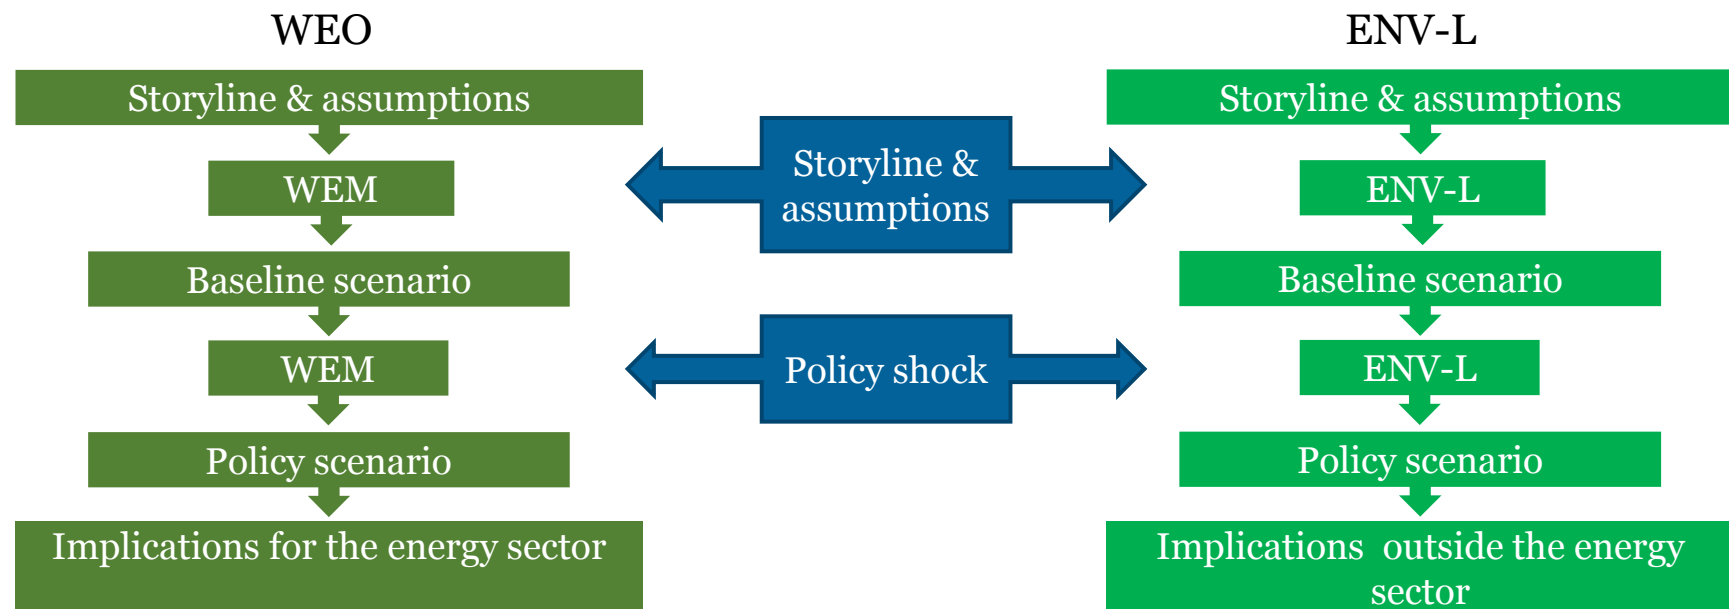 WEO
Storyline & assumptions
WEM
Baseline scenario
WEM
Policy scenario
Implications for the energy sector
Storyline &
assumptions
Policy shock
ENV-L
Storyline & assumptions
ENV-L
Baseline scenario
ENV-L
Policy scenario
Implications outside the energy
sector